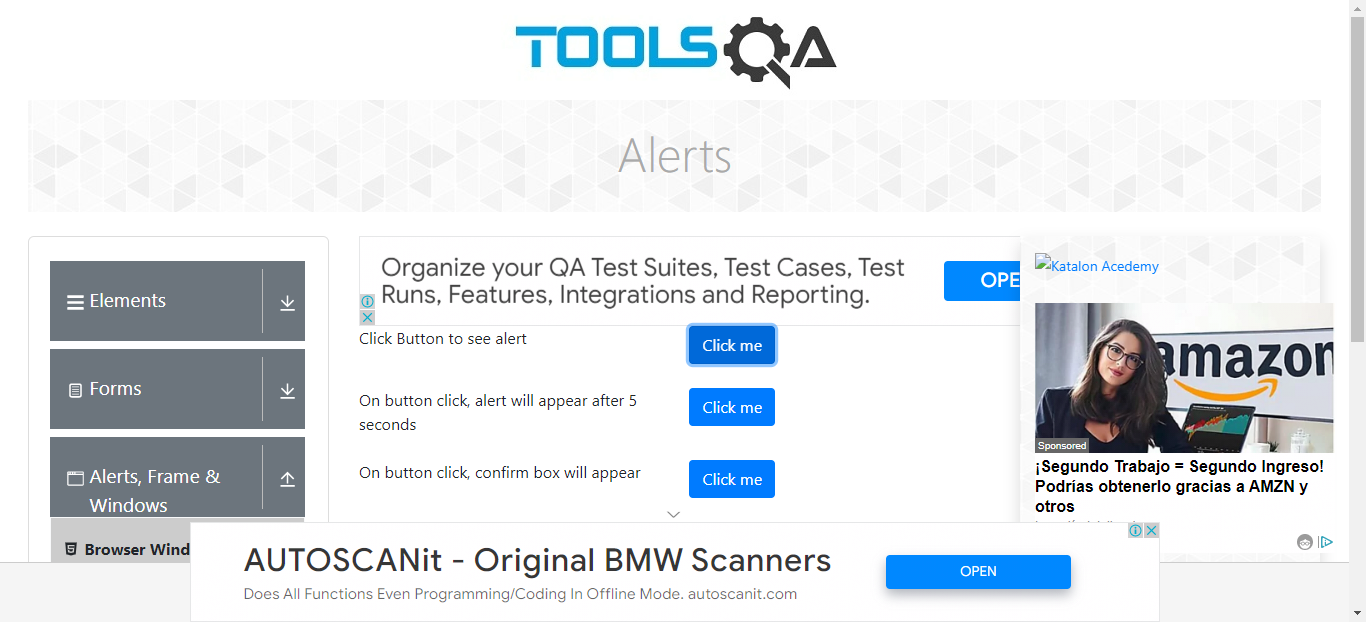 TOOLSQA
Alerts
Elements
Forms
Alerts, Frame &
Windows
Browser Wind
Organize your QA Test Suites, Test Cases, Test
Runs, Features, Integrations and Reporting.
OPE
Click Button to see alert
Click me
On button click, alert will appear after 5
seconds
Click me
On button click, confirm box will appear
Click me
Katalon Acedemy
amazon
Sponsored
¡Segundo Trabajo = Segundo Ingreso!
Podrías obtenerlo gracias a AMZN y
otros
AUTOSCANit - Original BMW Scanners
Does All Functions Even Programming/Coding In Offline Mode. autoscanit.com
OPEN